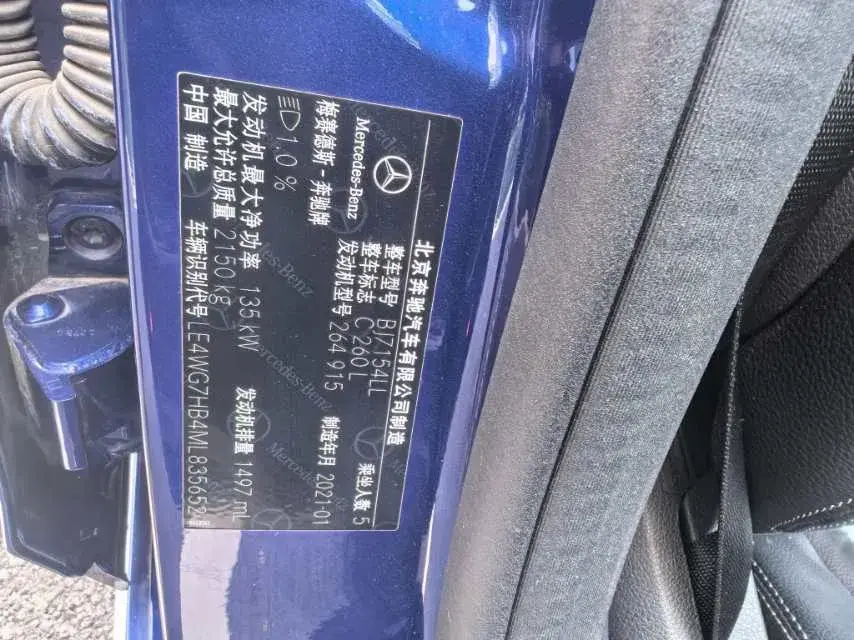 北京奔驰汽车有限公司制造
Mercedes-Benz
梅赛德斯-奔驰牌
整车型号 BJ7154LL 乘坐人数 5
整车标志 C 260 L
发动机型号 264 915 制造年月 2021-01
1.0 %
发动机最大净功率 135 kW 发动机排量 1497 mL
最大允许总质量 2150 kg
中国 制造 车辆识别代号 LE4WG7HB4ML835652